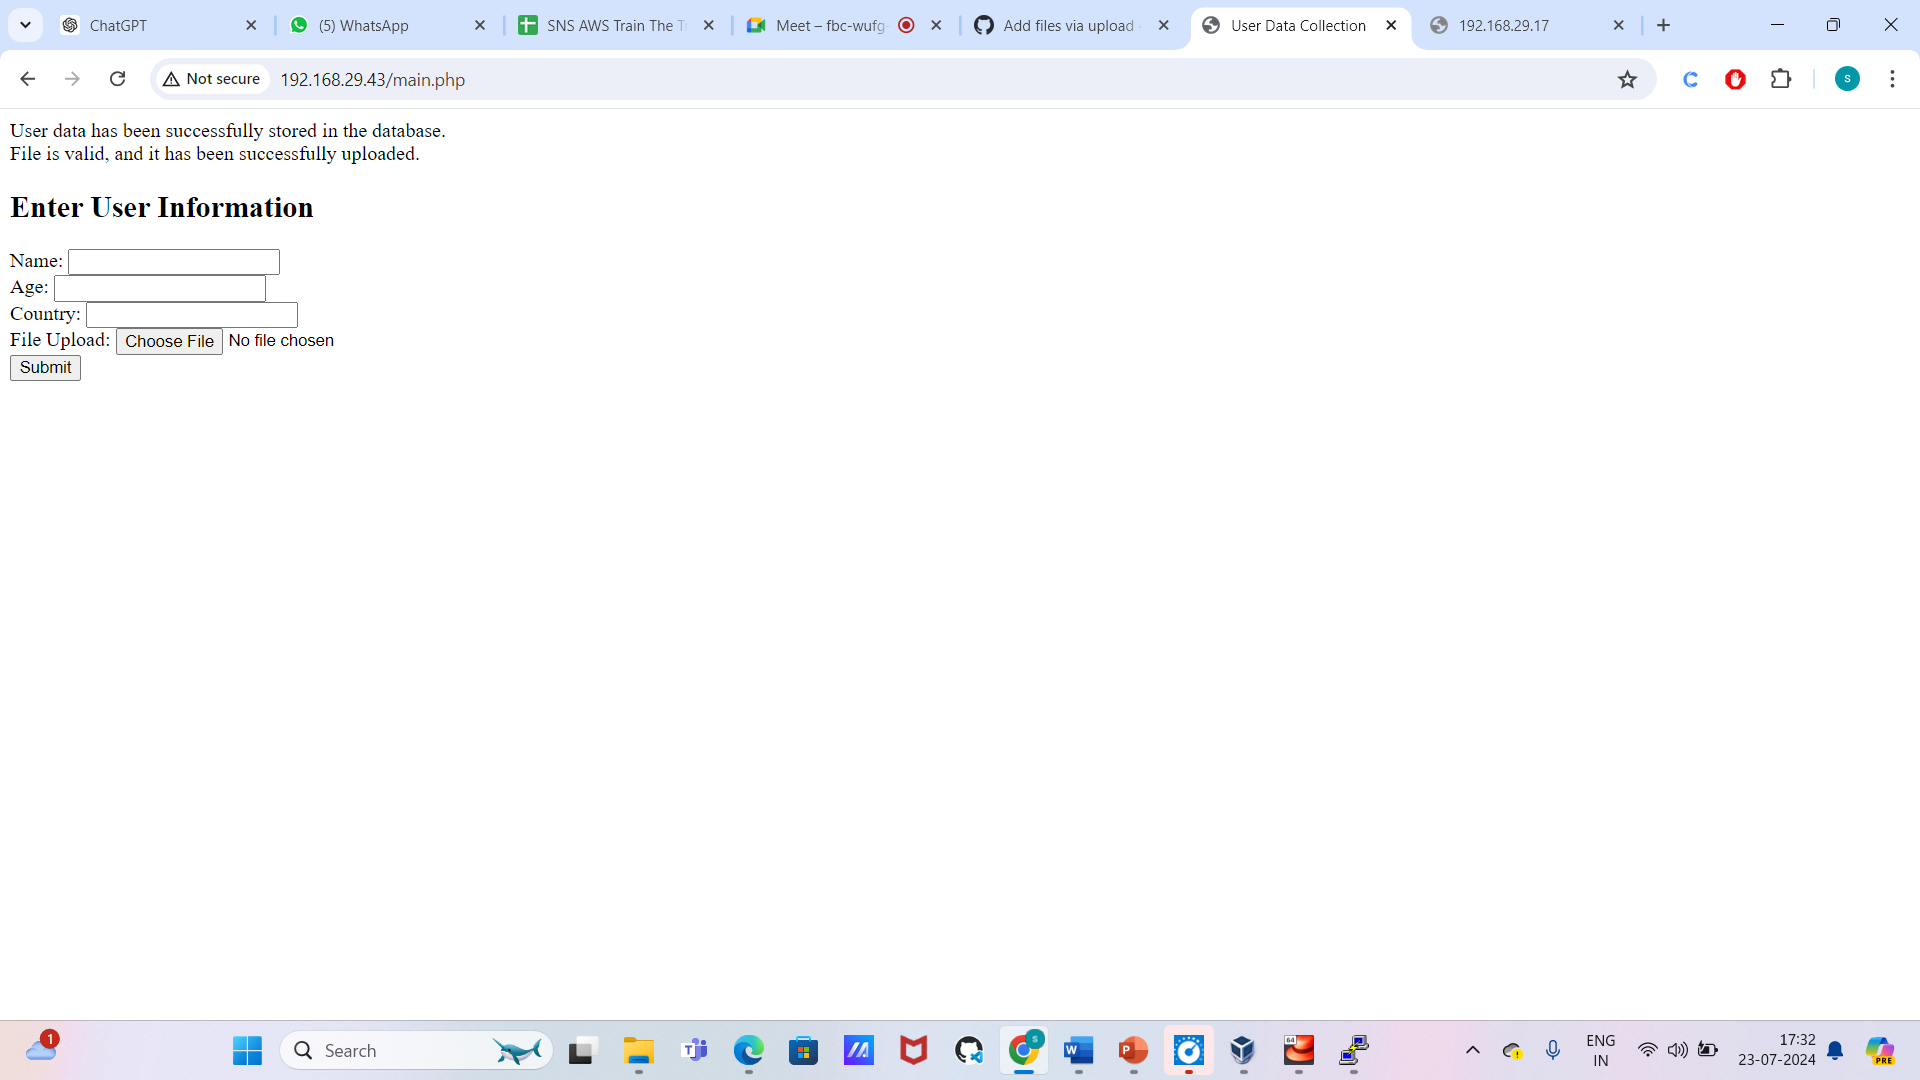 ChatGPT
(5) WhatsApp
SNS AWS Train The T
Meet – fbc-wufg-
Add files via upload
User Data Collection
192.168.29.17
Not secure
192.168.29.43/main.php
S
User data has been successfully stored in the database.
File is valid, and it has been successfully uploaded.
Enter User Information
Name:
Age:
Country:
File Upload: Choose File No file chosen
Submit
1
Search
ENG
IN
17:32
23-07-2024
PRE